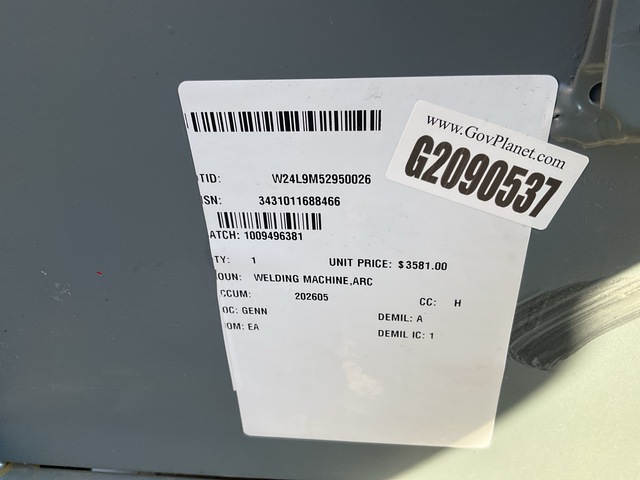 www.GovPlanet.com
G2090537
TID: W24L9M52950026
SN: 3431011688466
ATCH: 1009496381
TY: 1 UNIT PRICE: $3581.00
OUN: WELDING MACHINE,ARC
CCUM: 202605 CC: H
OC: GENN DEMIL: A
OM: EA DEMIL IC: 1